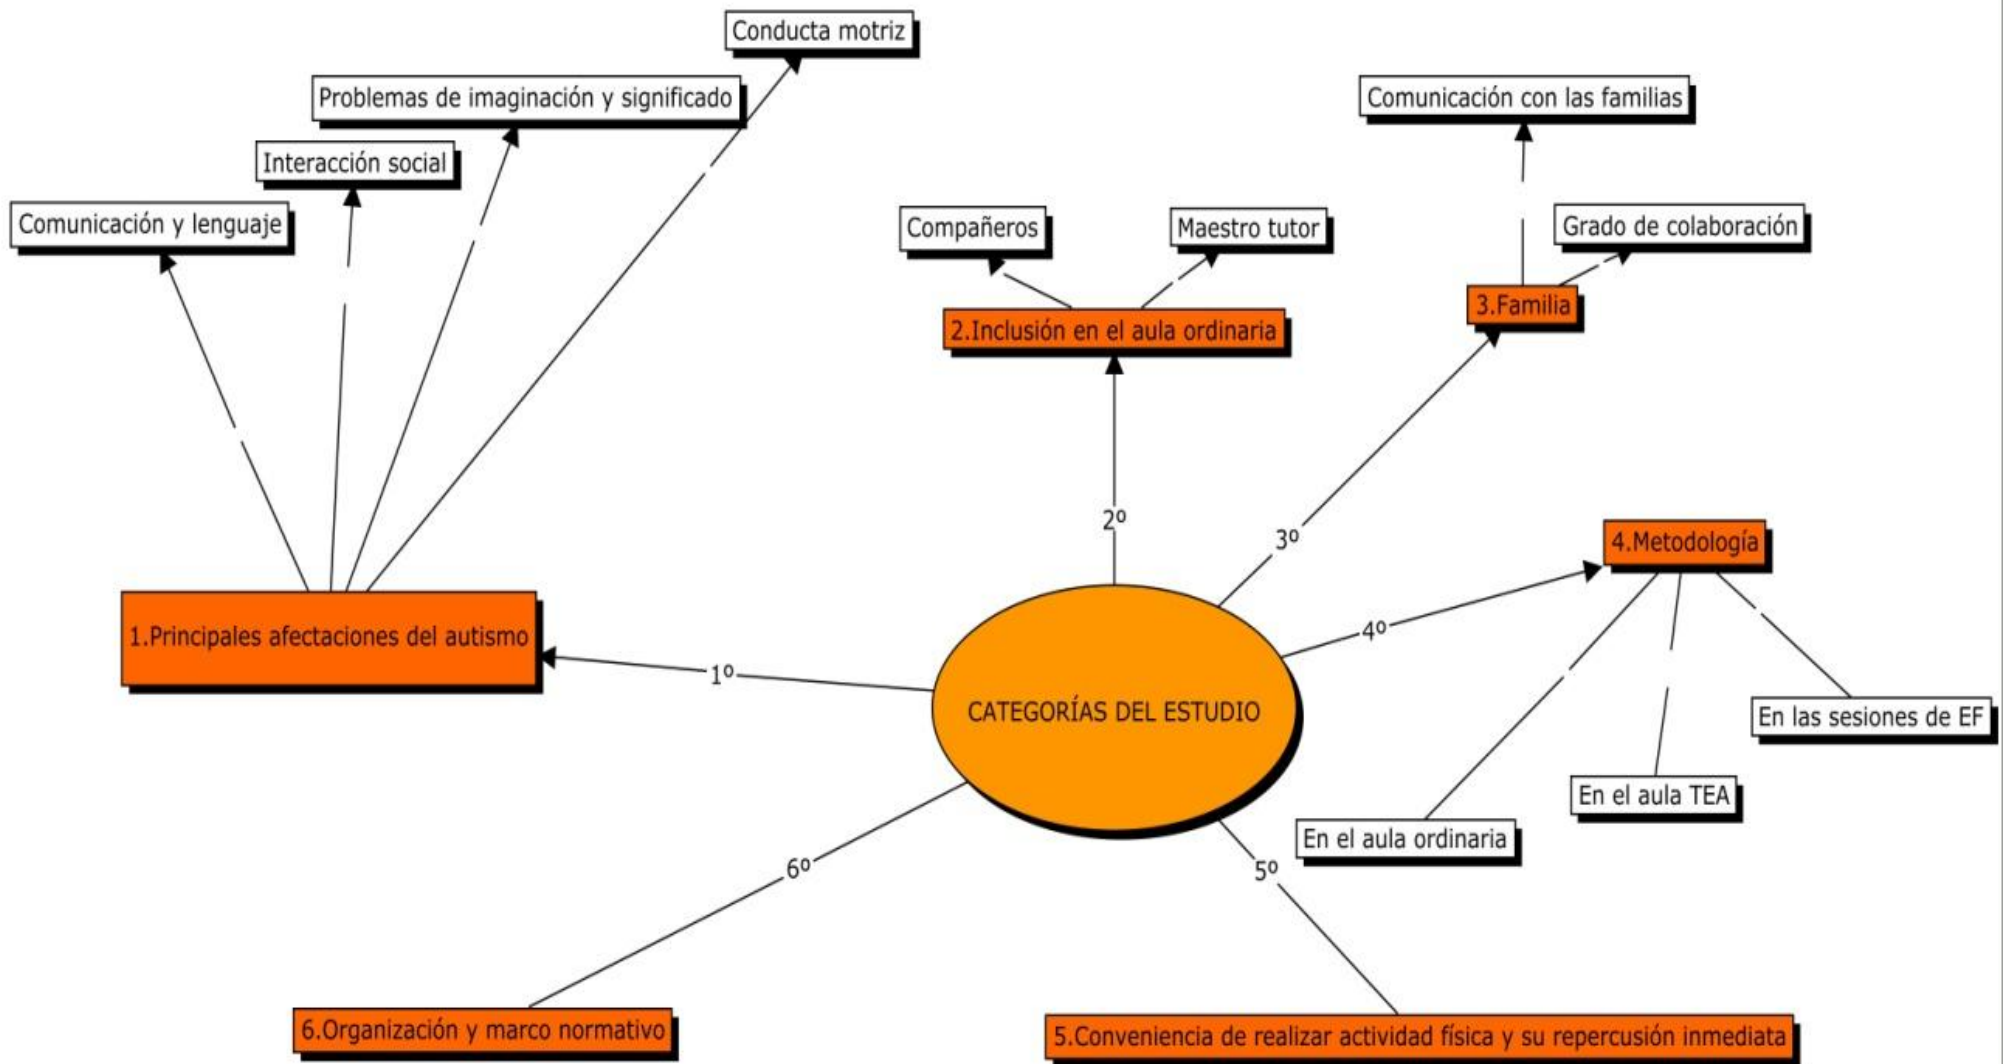 Conducta motriz
Problemas de imaginación y significado
Comunicación con las familias
Interacción social
Comunicación y lenguaje
Compañeros
Maestro tutor
Grado de colaboración
3.Familia
2.Inclusión en el aula ordinaria
2º
3º
4.Metodología
1.Principales afectaciones del autismo
4º
1º
CATEGORÍAS DEL ESTUDIO
En las sesiones de EF
En el aula TEA
En el aula ordinaria
6º
5º
6.Organización y marco normativo
5.Conveniencia de realizar actividad física y su repercusión inmediata